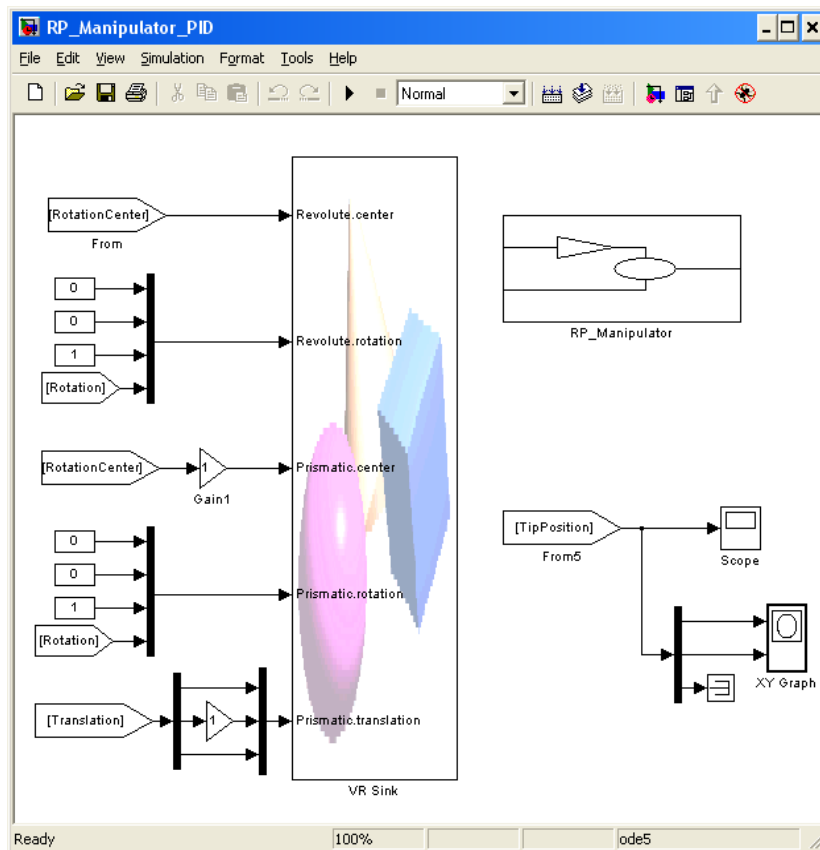 RP_Manipulator_PID
File Edit View Simulation Format Tools Help
Normal
[RotationCenter]
From
Revolute.center
0
0
1
[Rotation]
Revolute.rotation
RP_Manipulator
[RotationCenter]
1
Gain1
Prismatic.center
0
0
1
[Rotation]
Prismatic.rotation
[TipPosition]
From5
Scope
XY Graph
[Translation]
1
Prismatic.translation
VR Sink
Ready 100% ode5